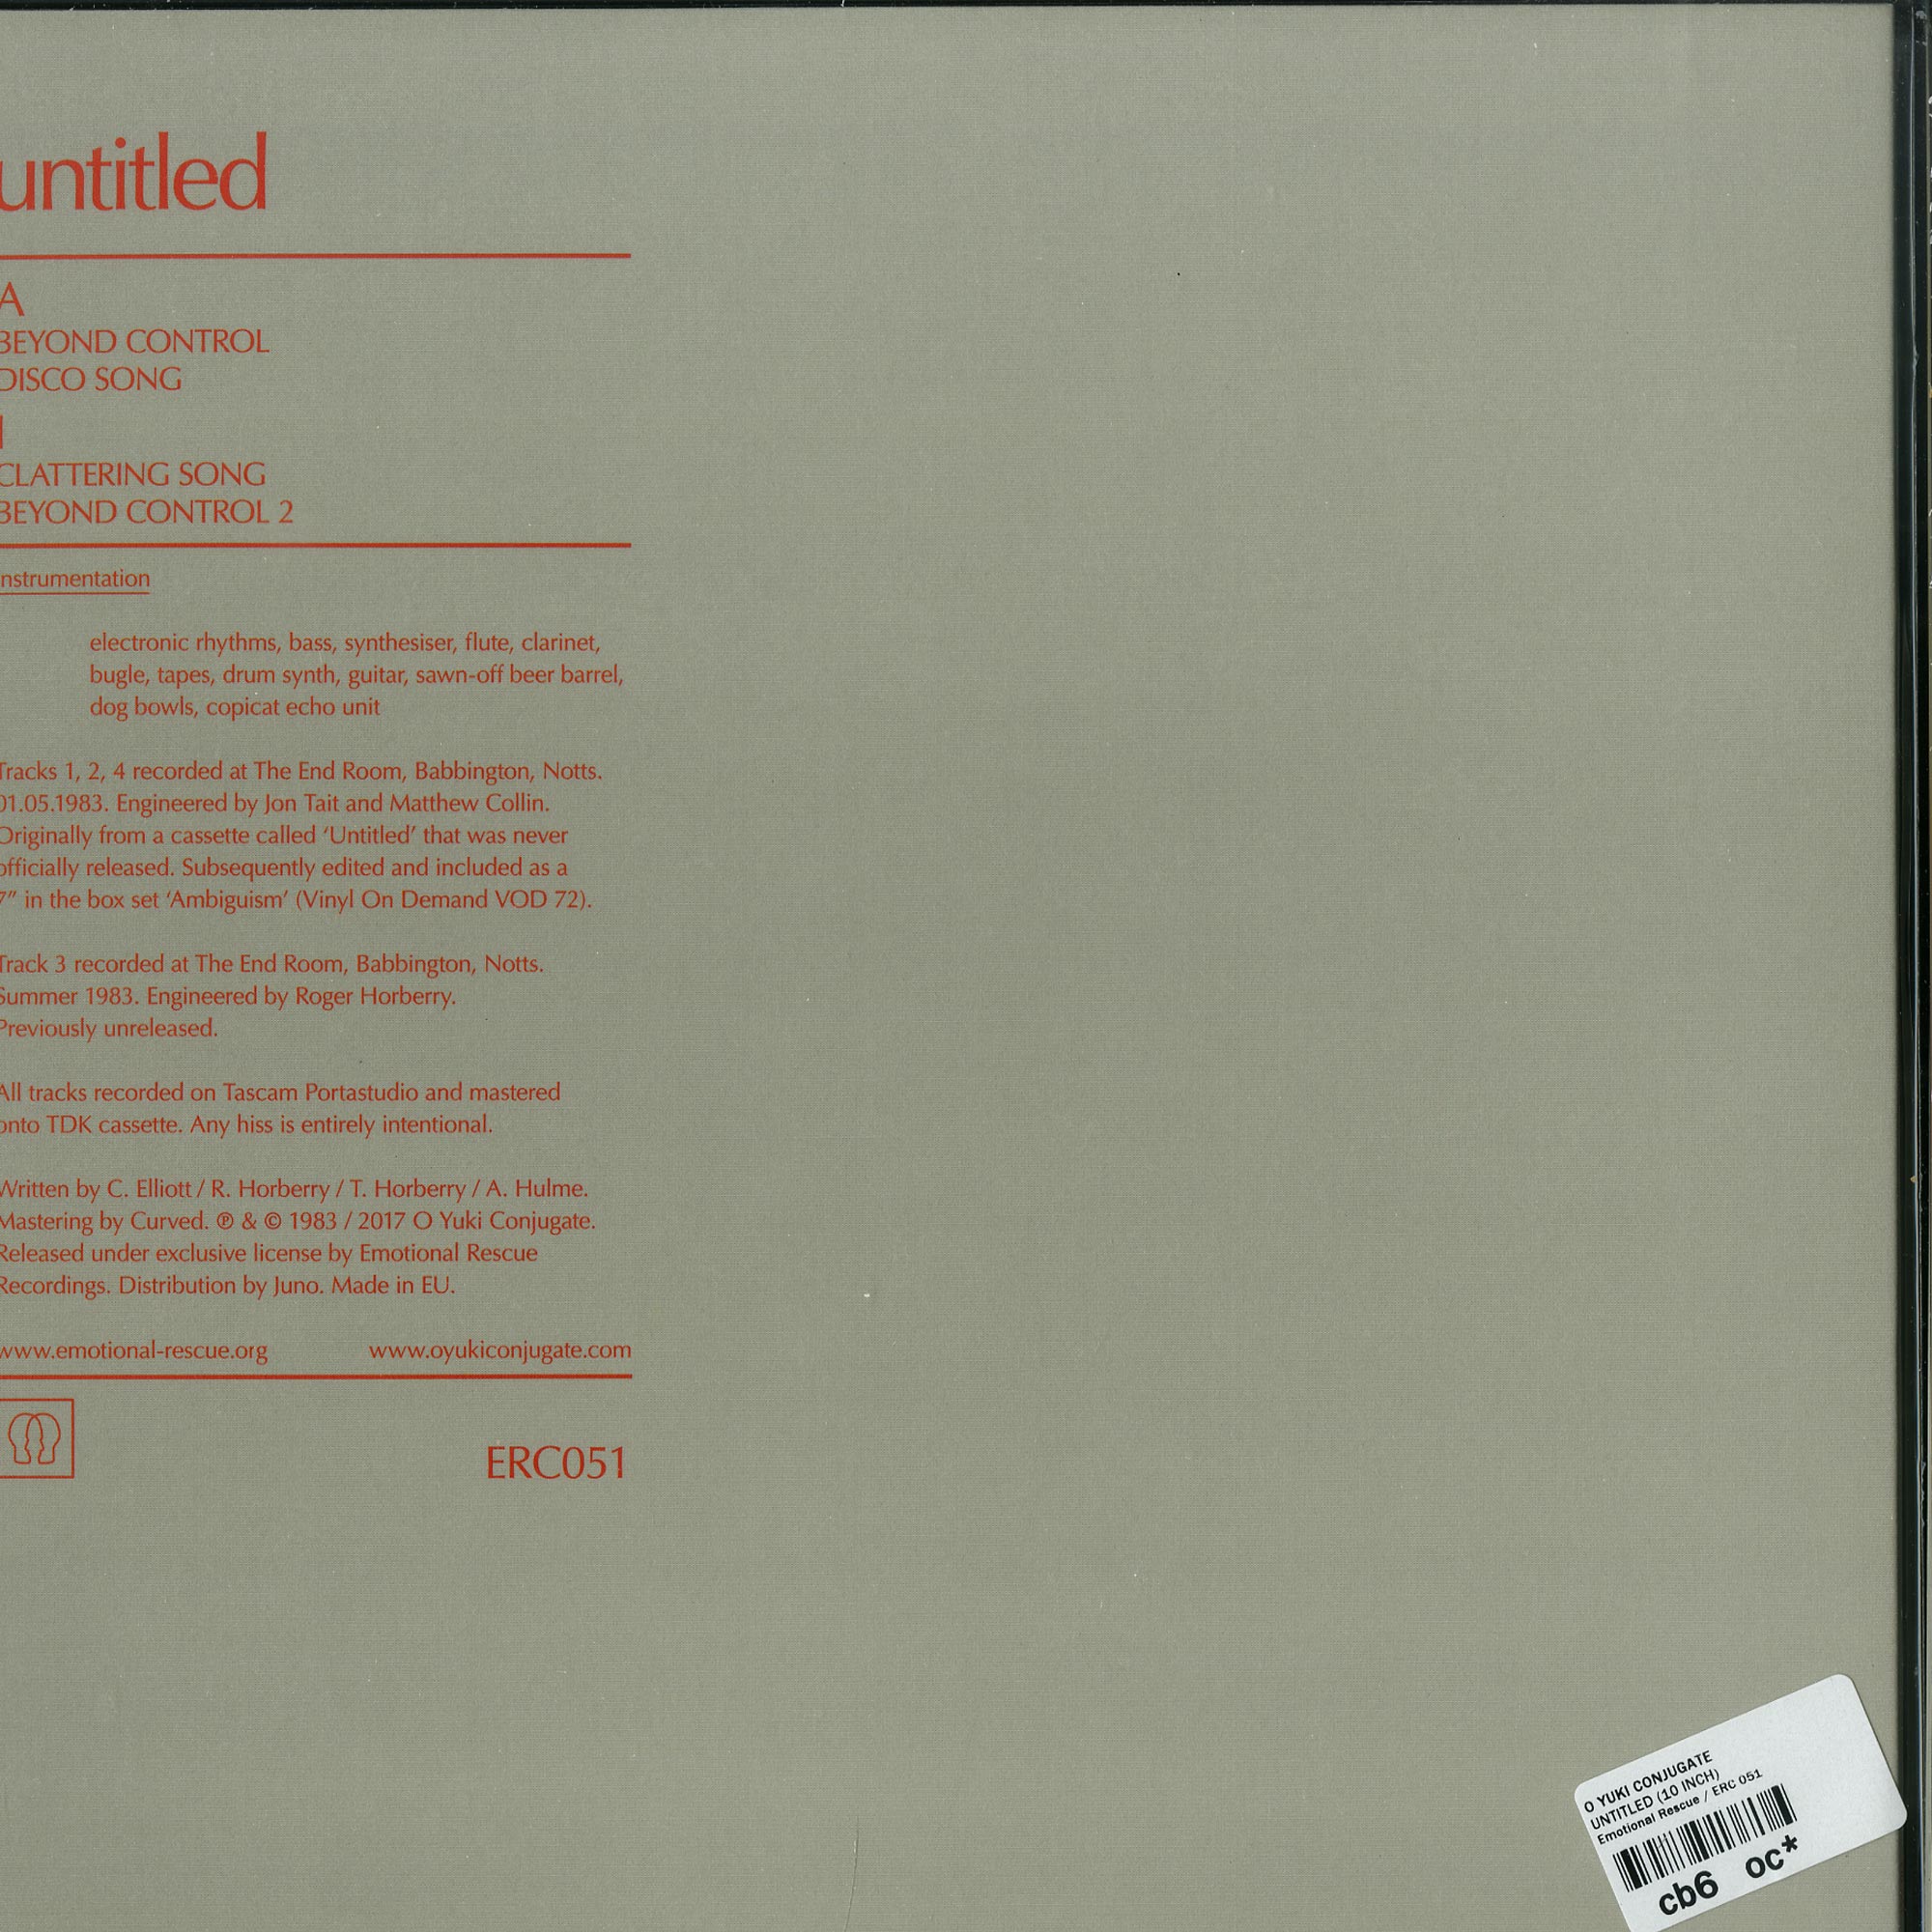 untitled
A
BEYOND CONTROL
DISCO SONG
CLATTERING SONG
BEYOND CONTROL 2
instrumentation
electronic rhythms, bass, synthesiser, flute, clarinet,
bugle, tapes, drum synth, guitar, sawn-off beer barrel,
dog bowls, copicat echo unit
Tracks 1, 2, 4 recorded at The End Room, Babbington, Notts.
01.05.1983. Engineered by Jon Tait and Matthew Collin.
Originally from a cassette called ‘Untitled’ that was never
officially released. Subsequently edited and included as a
7” in the box set ‘Ambiguism’ (Vinyl On Demand VOD 72).
Track 3 recorded at The End Room, Babbington, Notts.
Summer 1983. Engineered by Roger Horberry.
Previously unreleased.
All tracks recorded on Tascam Portastudio and mastered
onto TDK cassette. Any hiss is entirely intentional.
Written by C. Elliott / R. Horberry / T. Horberry / A. Hulme.
Mastering by Curved. ℗ & © 1983 / 2017 O Yuki Conjugate.
Released under exclusive license by Emotional Rescue
Recordings. Distribution by Juno. Made in EU.
www.emotional-rescue.org www.oyukiconjugate.com
ERC051
O YUKI CONJUGATE
UNTITLED (10 INCH)
Emotional Rescue / ERC 051
cb6 oc*